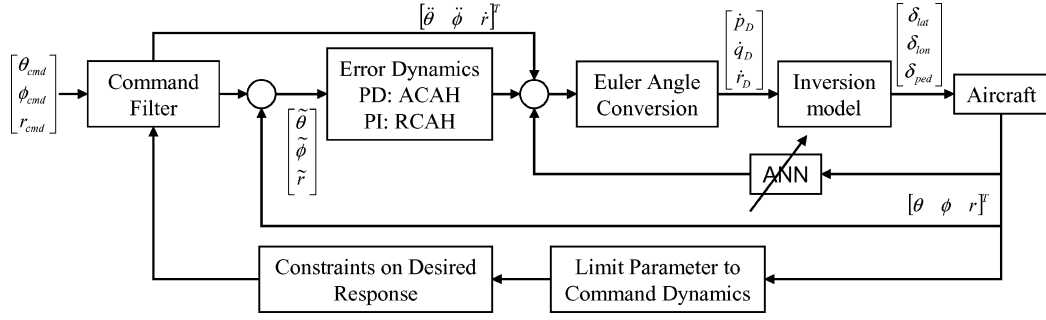 [θ̈ φ̈ ṙ]ᵀ
θcmd
φcmd
rcmd
Command
Filter
θ̃
φ̃
r̃
Error Dynamics
PD: ACAH
PI: RCAH
Euler Angle
Conversion
ṗD
q̇D
ṙD
Inversion
model
δlat
δlon
δped
Aircraft
ANN
[θ φ r]ᵀ
Constraints on Desired
Response
Limit Parameter to
Command Dynamics